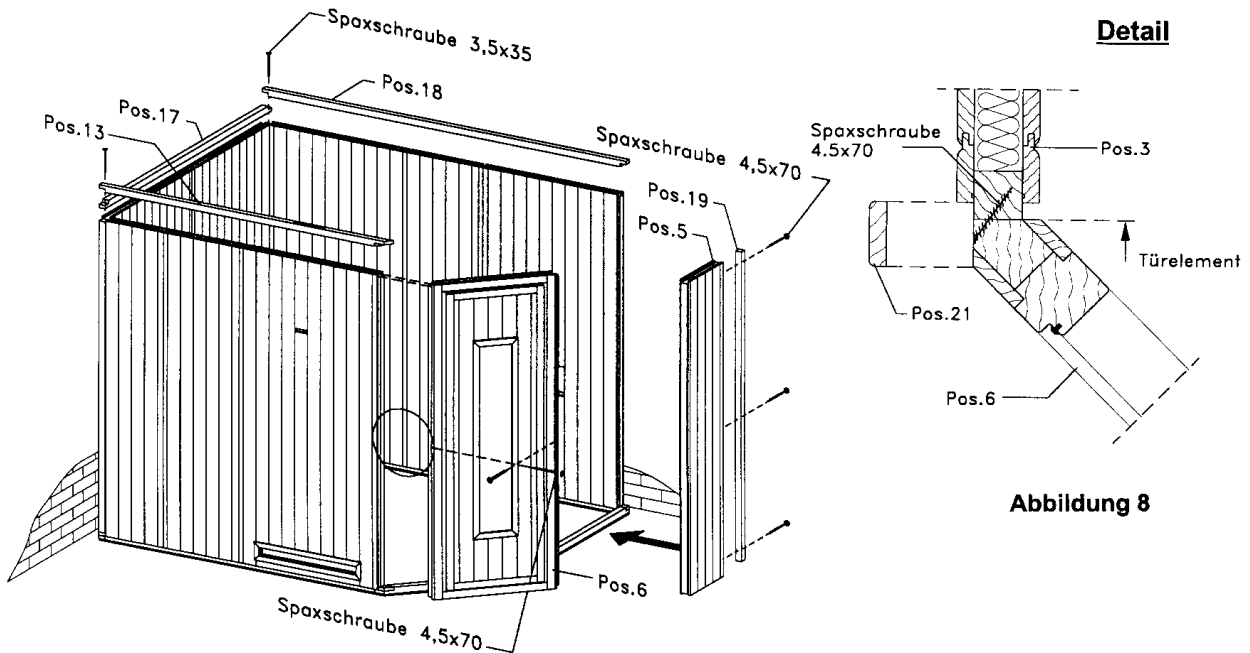 Spaxschraube 3,5x35
Pos.18
Pos.17
Pos.13
Spaxschraube 4,5x70
Pos.19
Pos.5
Pos.6
Spaxschraube 4,5x70
Detail
Spaxschraube
4.5x70
Pos.3
Türelement
Pos.21
Pos.6
Abbildung 8